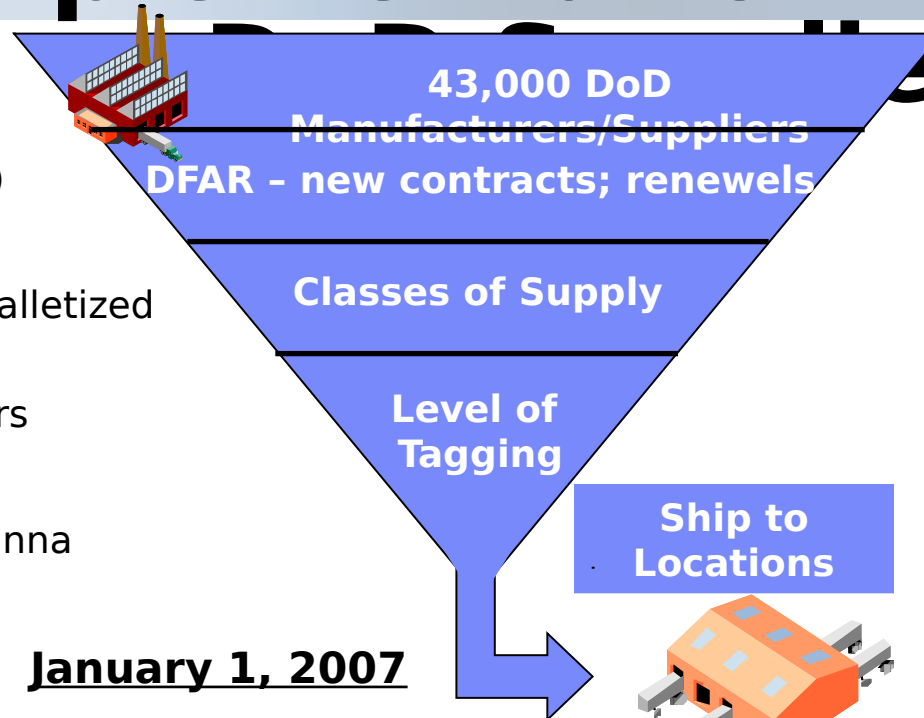 43,000 DoD
Manufacturers/Suppliers
DFAR – new contracts; renewels
Classes of Supply
alletized
Level of
Tagging
rs
Ship to
Locations
nna
January 1, 2007